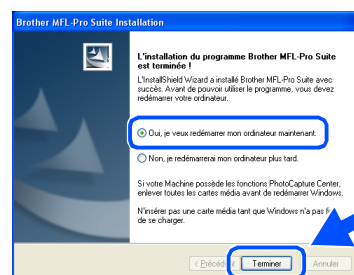 Brother MFL-Pro Suite Installation
L'installation du programme Brother MFL-Pro Suite
est terminée !
L'InstallShield Wizard a installé Brother MFL-Pro Suite avec
succès. Avant de pouvoir utiliser le programme, vous devez
redémarrer votre ordinateur.
Oui, je veux redémarrer mon ordinateur maintenant.
Non, je redémarrerai mon ordinateur plus tard.
Si votre Machine possède les fonctions PhotoCapture Center,
enlever toutes les cartes média avant de redémarrer Windows.
N'insérer pas une carte média tant que Windows n'a pas
de se charger.
Terminer
Annuler